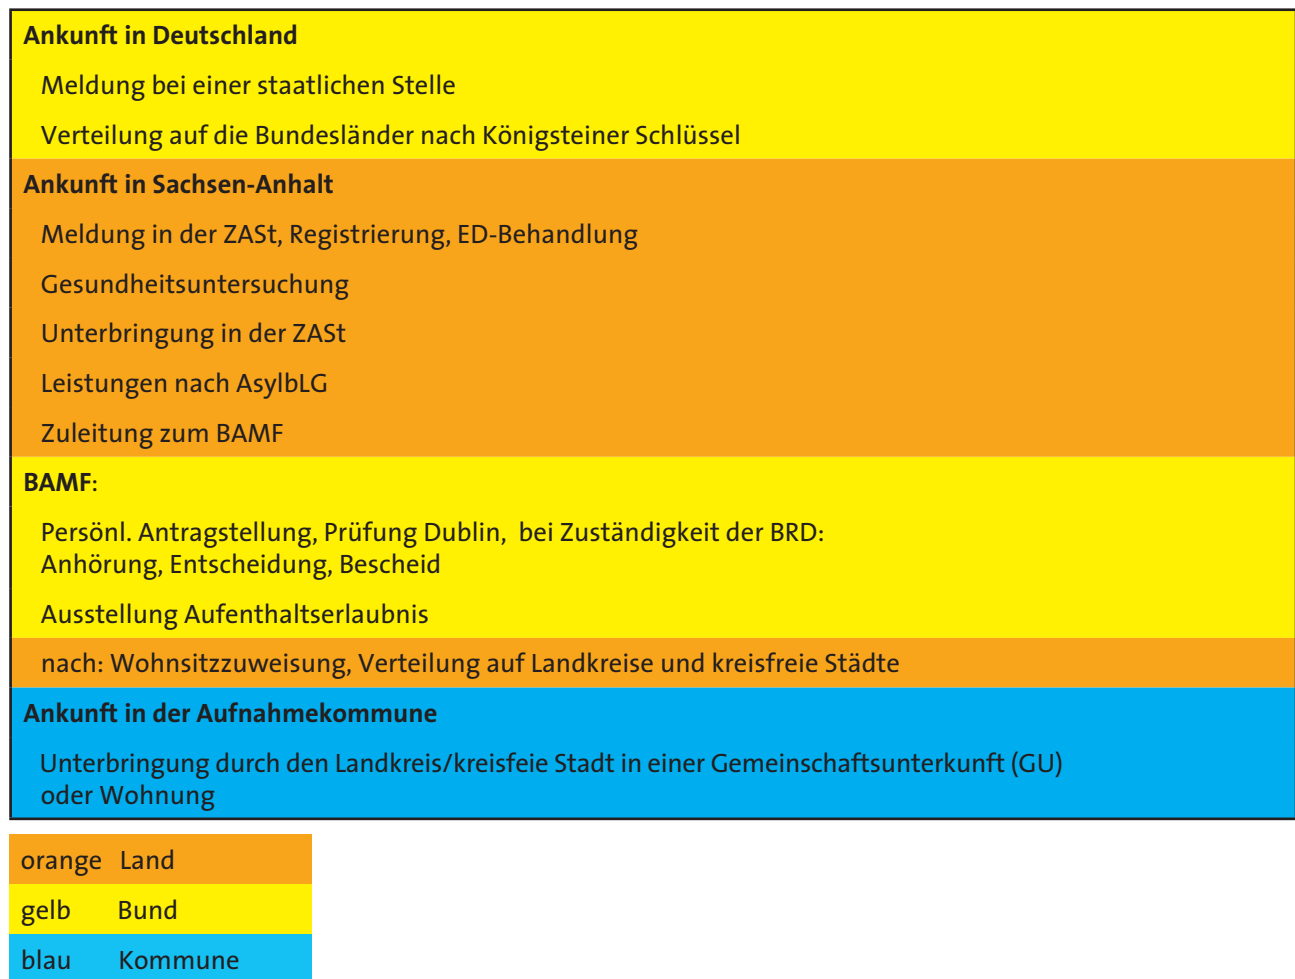 Ankunft in Deutschland
Meldung bei einer staatlichen Stelle
Verteilung auf die Bundesländer nach Königsteiner Schlüssel
Ankunft in Sachsen-Anhalt
Meldung in der ZASt, Registrierung, ED-Behandlung
Gesundheitsuntersuchung
Unterbringung in der ZASt
Leistungen nach AsylbLG
Zuleitung zum BAMF
BAMF:
Persönl. Antragstellung, Prüfung Dublin, bei Zuständigkeit der BRD:
Anhörung, Entscheidung, Bescheid
Ausstellung Aufenthaltserlaubnis
nach: Wohnsitzzuweisung, Verteilung auf Landkreise und kreisfreie Städte
Ankunft in der Aufnahmekommune
Unterbringung durch den Landkreis/kreisfeie Stadt in einer Gemeinschaftsunterkunft (GU)
oder Wohnung
orange Land
gelb Bund
blau Kommune